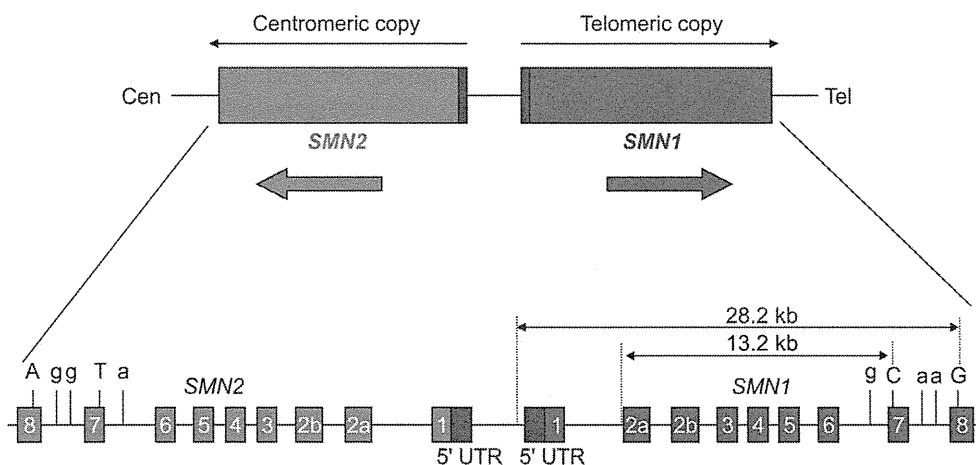 Centromeric copy Telomeric copy
Cen Tel
SMN2 SMN1
28.2 kb
13.2 kb
A g g T a SMN2 SMN1 g C a a G
8 7 6 5 4 3 2b 2a 1 1 2a 2b 3 4 5 6 7 8
5' UTR 5' UTR